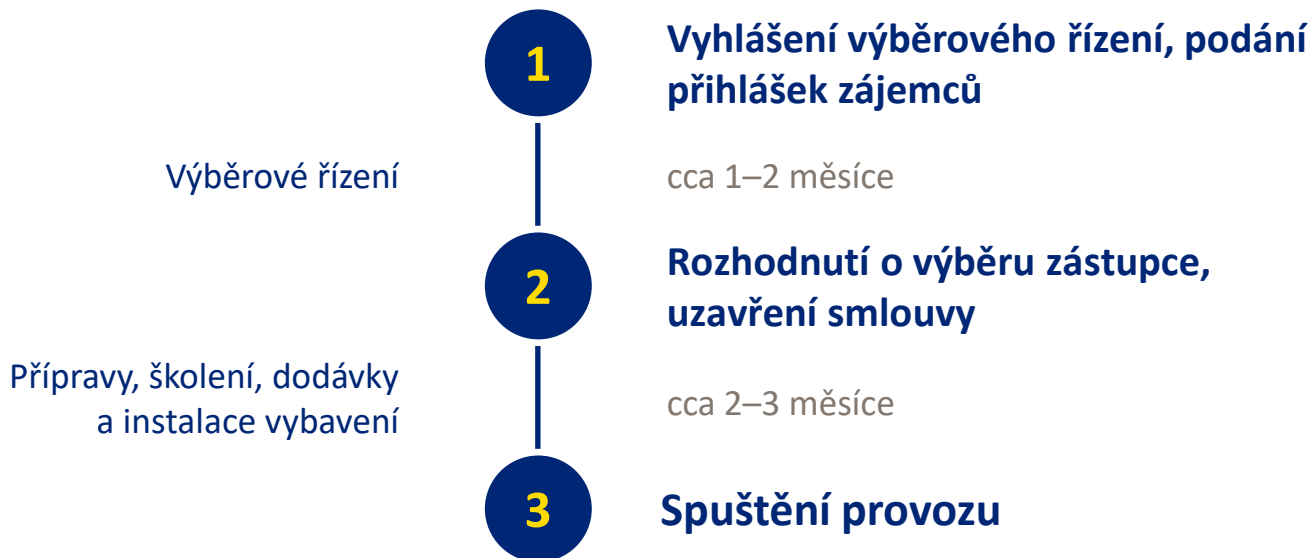 1
Vyhlášení výběrového řízení, podání
přihlášek zájemců
Výběrové řízení
cca 1–2 měsíce
2
Rozhodnutí o výběru zástupce,
uzavření smlouvy
Přípravy, školení, dodávky
a instalace vybavení
cca 2–3 měsíce
3
Spuštění provozu